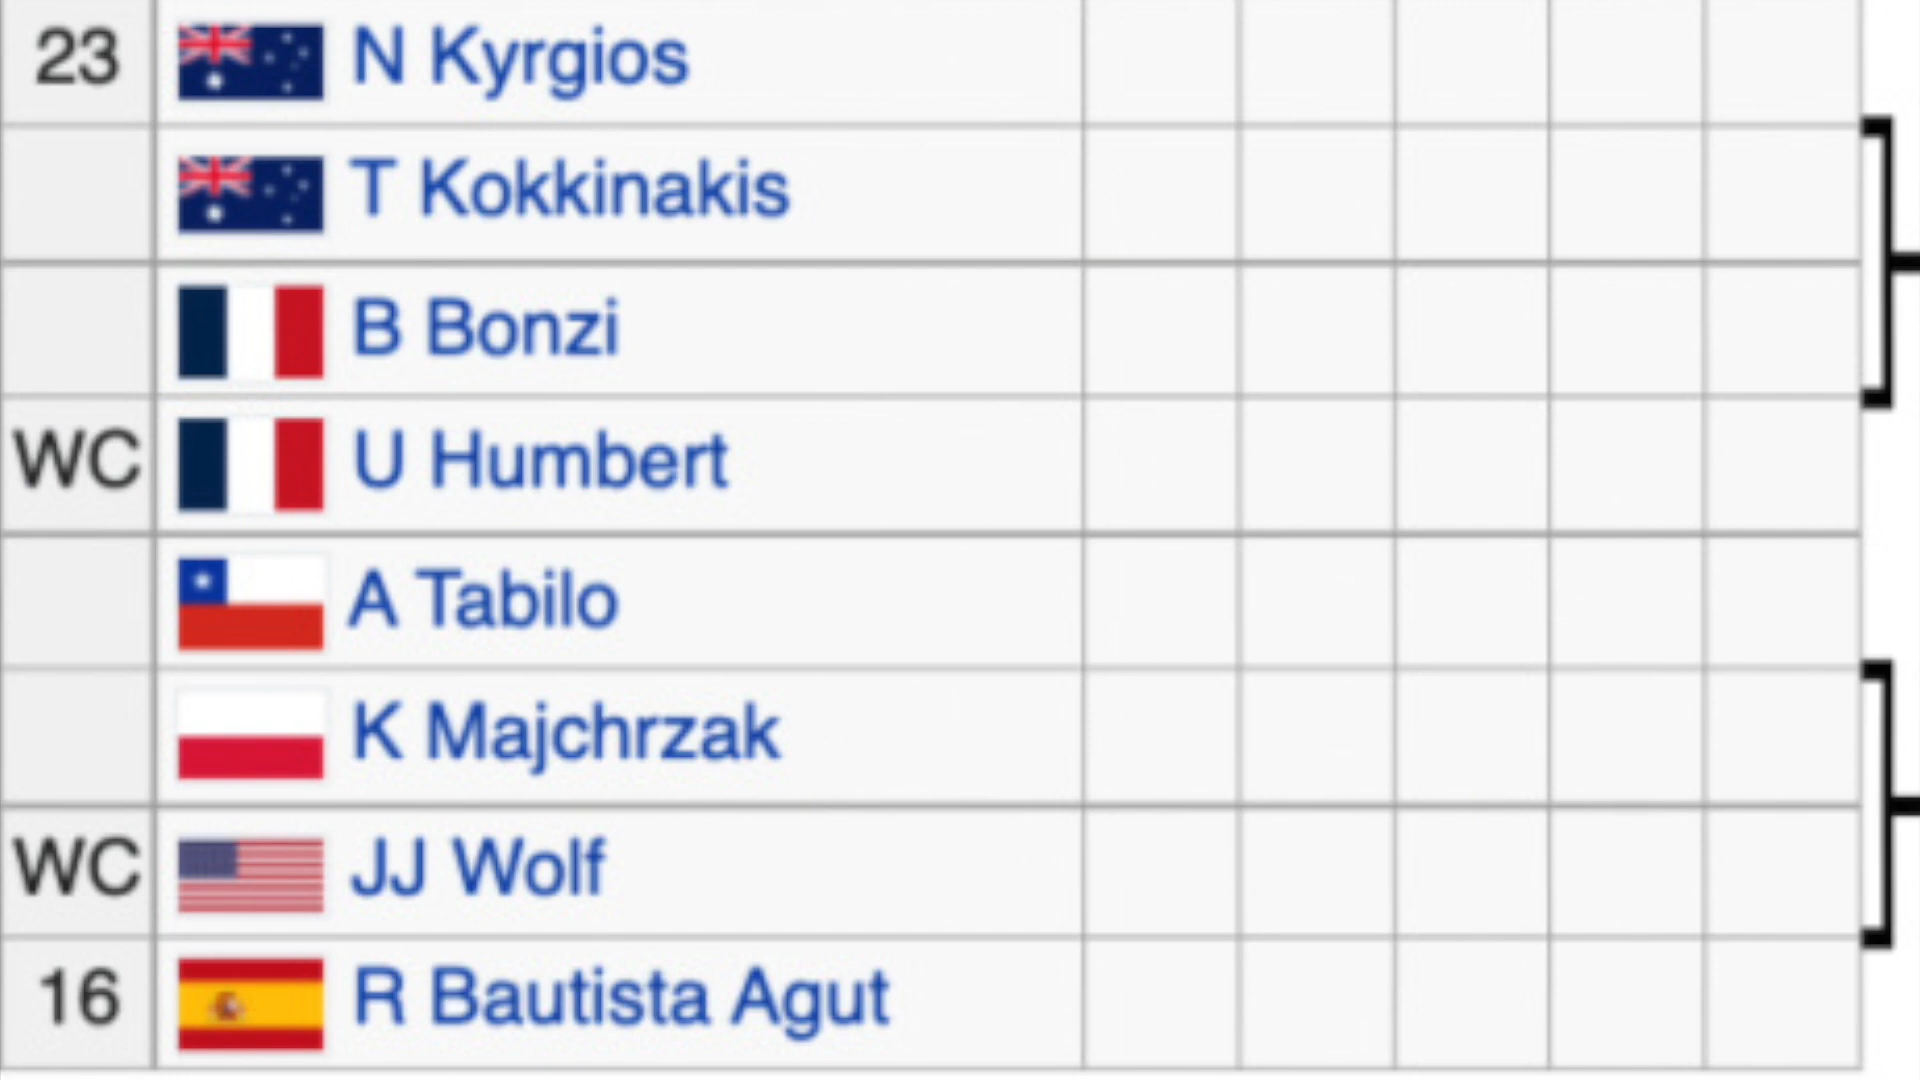 23 N Kyrgios
T Kokkinakis
B Bonzi
WC U Humbert
A Tabilo
K Majchrzak
WC JJ Wolf
16 R Bautista Agut